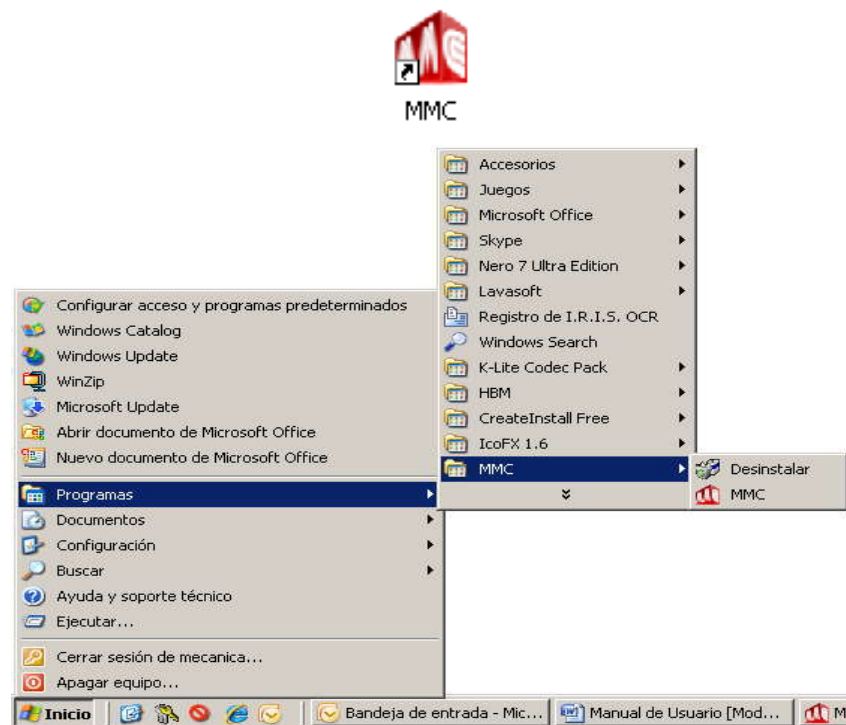 MMC
MMC
Accesorios
Juegos
Microsoft Office
Skype
Nero 7 Ultra Edition
Lavasoft
Registro de I.R.I.S. OCR
Windows Search
K-Lite Codec Pack
HBM
CreateInstall Free
IcoFX 1.6
MMC
Desinstalar
MMC
Configurar acceso y programas predeterminados
Windows Catalog
Windows Update
WinZip
Microsoft Update
Abrir documento de Microsoft Office
Nuevo documento de Microsoft Office
Programas
Documentos
Configuración
Buscar
Ayuda y soporte técnico
Ejecutar...
Cerrar sesión de mecanica...
Apagar equipo...
Inicio
Bandeja de entrada - Mic...
Manual de Usuario [Mod...
M